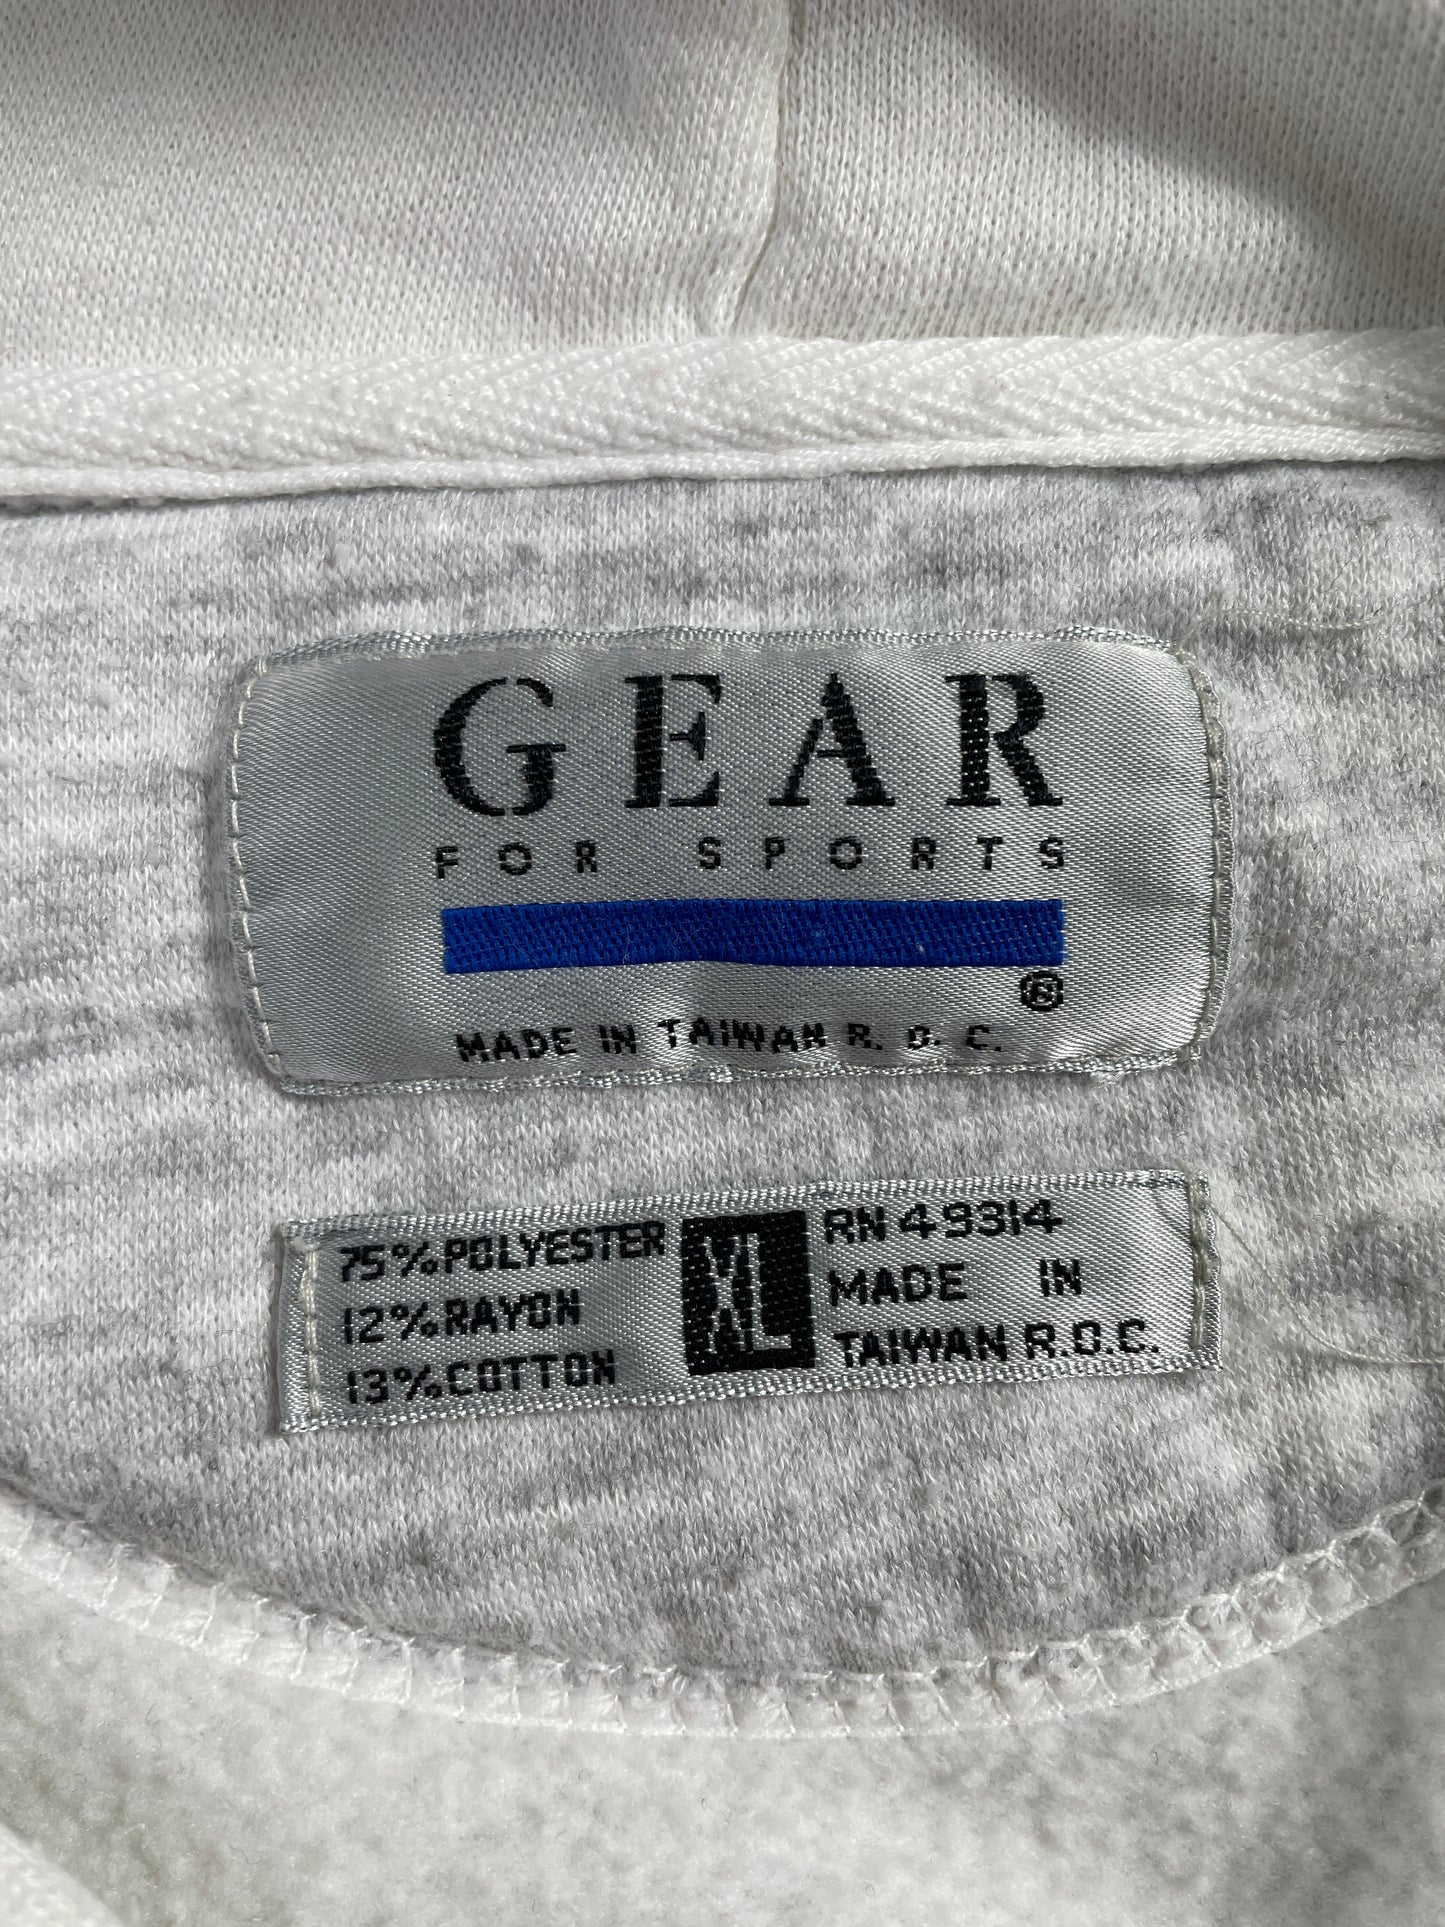 GEAR
FOR SPORTS
®
MADE IN TAIWAN R. O. C.
75% POLYESTER
12% RAYON
13% COTTON
XL
RN 49314
MADE IN
TAIWAN R.O.C.